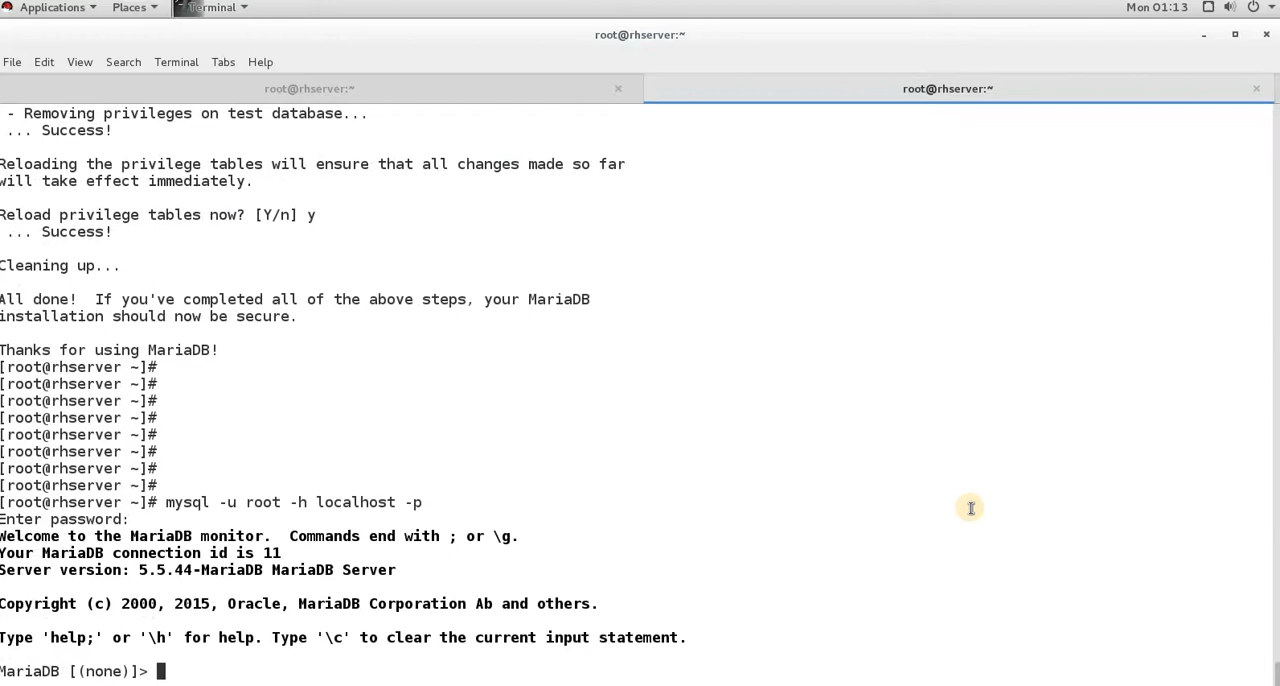 Applications Places Terminal Mon 01:13
root@rhserver:~
File Edit View Search Terminal Tabs Help
root@rhserver:~ root@rhserver:~
- Removing privileges on test database...
... Success!
Reloading the privilege tables will ensure that all changes made so far
will take effect immediately.
Reload privilege tables now? [Y/n] y
... Success!
Cleaning up...
All done!  If you've completed all of the above steps, your MariaDB
installation should now be secure.
Thanks for using MariaDB!
[root@rhserver ~]#
[root@rhserver ~]#
[root@rhserver ~]#
[root@rhserver ~]#
[root@rhserver ~]#
[root@rhserver ~]#
[root@rhserver ~]#
[root@rhserver ~]#
[root@rhserver ~]# mysql -u root -h localhost -p
Enter password:
Welcome to the MariaDB monitor.  Commands end with ; or \g.
Your MariaDB connection id is 11
Server version: 5.5.44-MariaDB MariaDB Server
Copyright (c) 2000, 2015, Oracle, MariaDB Corporation Ab and others.
Type 'help;' or '\h' for help. Type '\c' to clear the current input statement.
MariaDB [(none)]>